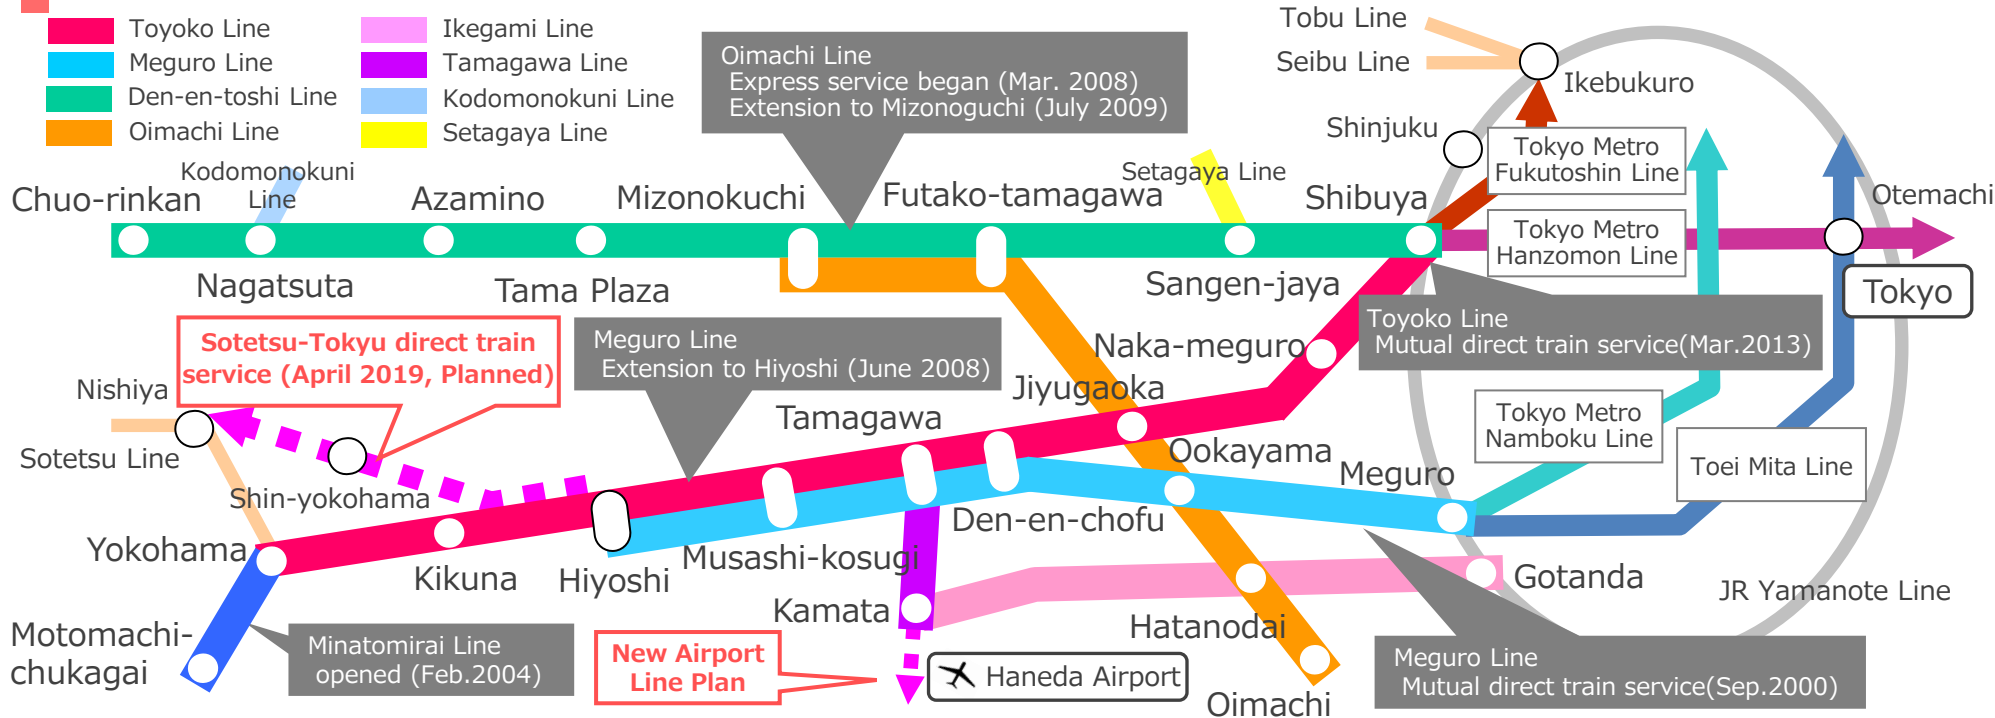 Toyoko Line
Meguro Line
Den-en-toshi Line
Oimachi Line
Ikegami Line
Tamagawa Line
Kodomonokuni Line
Setagaya Line
Oimachi Line
Express service began (Mar. 2008)
Extension to Mizonoguchi (July 2009)
Tobu Line
Seibu Line
Ikebukuro
Shinjuku
Tokyo Metro
Fukutoshin Line
Kodomonokuni
Line
Setagaya Line
Chuo-rinkan
Azamino
Mizonokuchi
Futako-tamagawa
Shibuya
Otemachi
Tokyo Metro
Hanzomon Line
Nagatsuta
Tama Plaza
Sangen-jaya
Tokyo
Sotetsu-Tokyu direct train
service (April 2019, Planned)
Meguro Line
Extension to Hiyoshi (June 2008)
Naka-meguro
Toyoko Line
Mutual direct train service(Mar.2013)
Nishiya
Jiyugaoka
Tamagawa
Tokyo Metro
Namboku Line
Sotetsu Line
Shin-yokohama
Ookayama
Meguro
Toei Mita Line
Den-en-chofu
Yokohama
Kikuna
Hiyoshi
Musashi-kosugi
Gotanda
JR Yamanote Line
Kamata
Hatanodai
Motomachi-
chukagai
Minatomirai Line
opened (Feb.2004)
New Airport
Line Plan
Haneda Airport
Oimachi
Meguro Line
Mutual direct train service(Sep.2000)